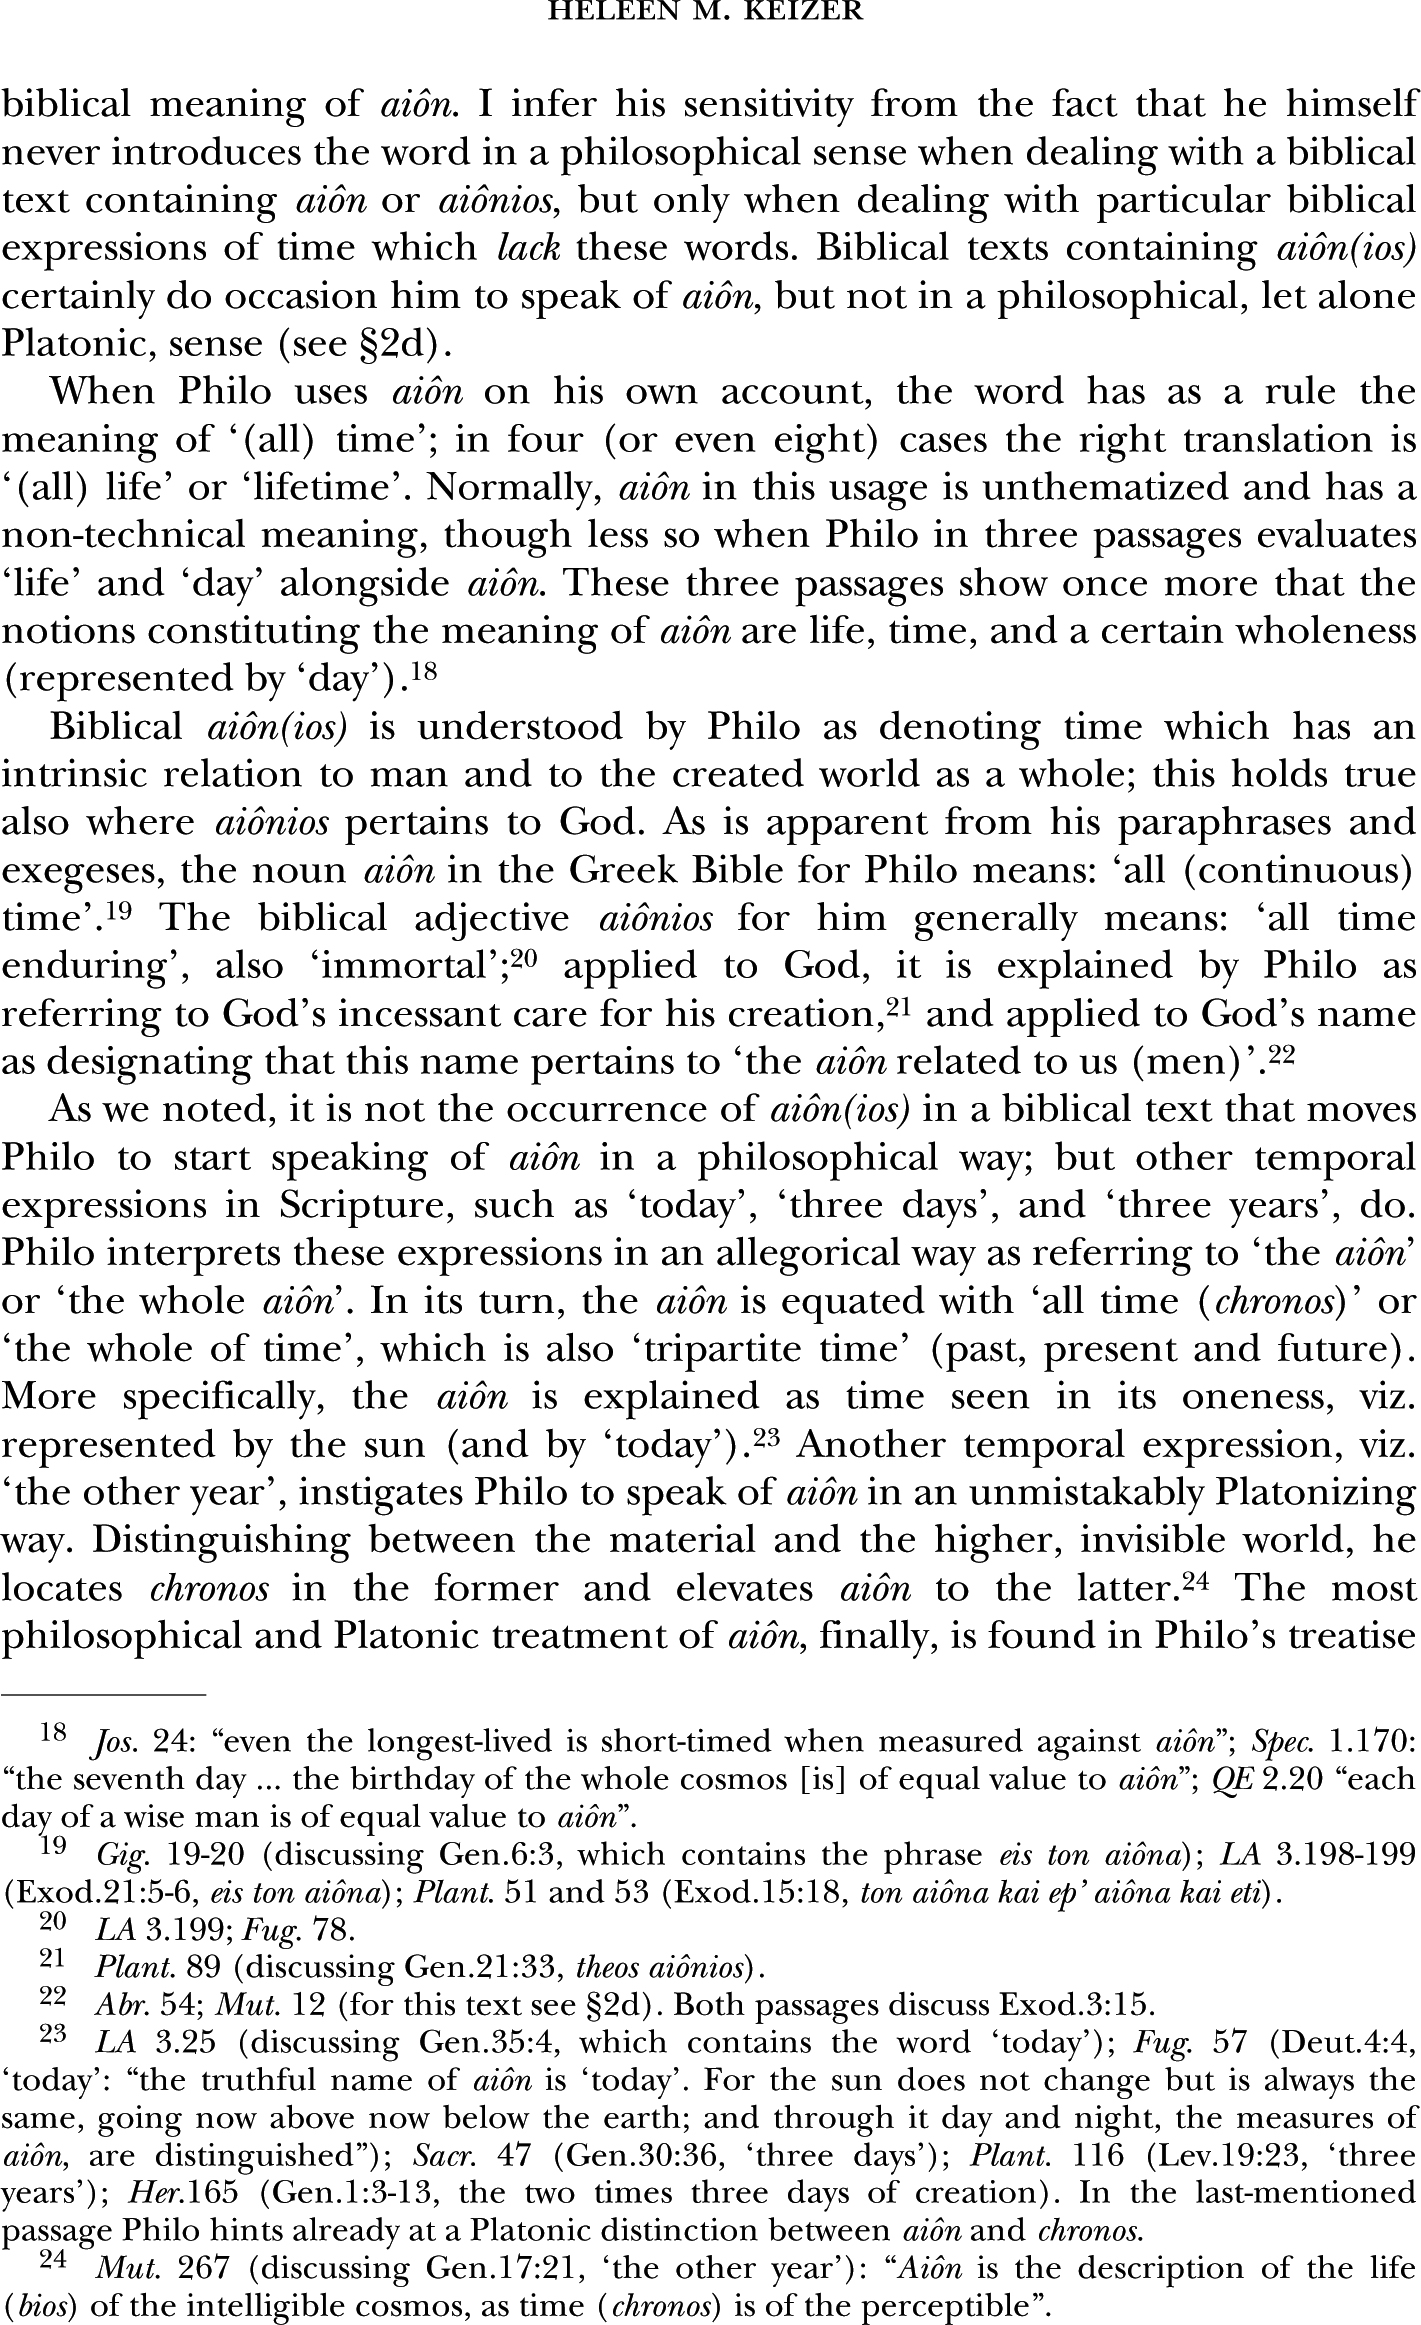 HELEEN M. KEIZER
biblical meaning of aiôn. I infer his sensitivity from the fact that he himself
never introduces the word in a philosophical sense when dealing with a biblical
text containing aiôn or aiônios, but only when dealing with particular biblical
expressions of time which lack these words. Biblical texts containing aiôn(ios)
certainly do occasion him to speak of aiôn, but not in a philosophical, let alone
Platonic, sense (see §2d).
When Philo uses aiôn on his own account, the word has as a rule the
meaning of ‘(all) time’; in four (or even eight) cases the right translation is
‘(all) life’ or ‘lifetime’. Normally, aiôn in this usage is unthematized and has a
non-technical meaning, though less so when Philo in three passages evaluates
‘life’ and ‘day’ alongside aiôn. These three passages show once more that the
notions constituting the meaning of aiôn are life, time, and a certain wholeness
(represented by ‘day’).18
Biblical aiôn(ios) is understood by Philo as denoting time which has an
intrinsic relation to man and to the created world as a whole; this holds true
also where aiônios pertains to God. As is apparent from his paraphrases and
exegeses, the noun aiôn in the Greek Bible for Philo means: ‘all (continuous)
time’.19 The biblical adjective aiônios for him generally means: ‘all time
enduring’, also ‘immortal’;20 applied to God, it is explained by Philo as
referring to God’s incessant care for his creation,21 and applied to God’s name
as designating that this name pertains to ‘the aiôn related to us (men)’.22
As we noted, it is not the occurrence of aiôn(ios) in a biblical text that moves
Philo to start speaking of aiôn in a philosophical way; but other temporal
expressions in Scripture, such as ‘today’, ‘three days’, and ‘three years’, do.
Philo interprets these expressions in an allegorical way as referring to ‘the aiôn’
or ‘the whole aiôn’. In its turn, the aiôn is equated with ‘all time (chronos)’ or
‘the whole of time’, which is also ‘tripartite time’ (past, present and future).
More specifically, the aiôn is explained as time seen in its oneness, viz.
represented by the sun (and by ‘today’).23 Another temporal expression, viz.
‘the other year’, instigates Philo to speak of aiôn in an unmistakably Platonizing
way. Distinguishing between the material and the higher, invisible world, he
locates chronos in the former and elevates aiôn to the latter.24 The most
philosophical and Platonic treatment of aiôn, finally, is found in Philo’s treatise
18 Jos. 24: “even the longest-lived is short-timed when measured against aiôn”; Spec. 1.170:
“the seventh day ... the birthday of the whole cosmos [is] of equal value to aiôn”; QE 2.20 “each
day of a wise man is of equal value to aiôn”.
19 Gig. 19-20 (discussing Gen.6:3, which contains the phrase eis ton aiôna); LA 3.198-199
(Exod.21:5-6, eis ton aiôna); Plant. 51 and 53 (Exod.15:18, ton aiôna kai ep’ aiôna kai eti).
20 LA 3.199; Fug. 78.
21 Plant. 89 (discussing Gen.21:33, theos aiônios).
22 Abr. 54; Mut. 12 (for this text see §2d). Both passages discuss Exod.3:15.
23 LA 3.25 (discussing Gen.35:4, which contains the word ‘today’); Fug. 57 (Deut.4:4,
‘today’: “the truthful name of aiôn is ‘today’. For the sun does not change but is always the
same, going now above now below the earth; and through it day and night, the measures of
aiôn, are distinguished”); Sacr. 47 (Gen.30:36, ‘three days’); Plant. 116 (Lev.19:23, ‘three
years’); Her.165 (Gen.1:3-13, the two times three days of creation). In the last-mentioned
passage Philo hints already at a Platonic distinction between aiôn and chronos.
24 Mut. 267 (discussing Gen.17:21, ‘the other year’): “Aiôn is the description of the life
(bios) of the intelligible cosmos, as time (chronos) is of the perceptible”.